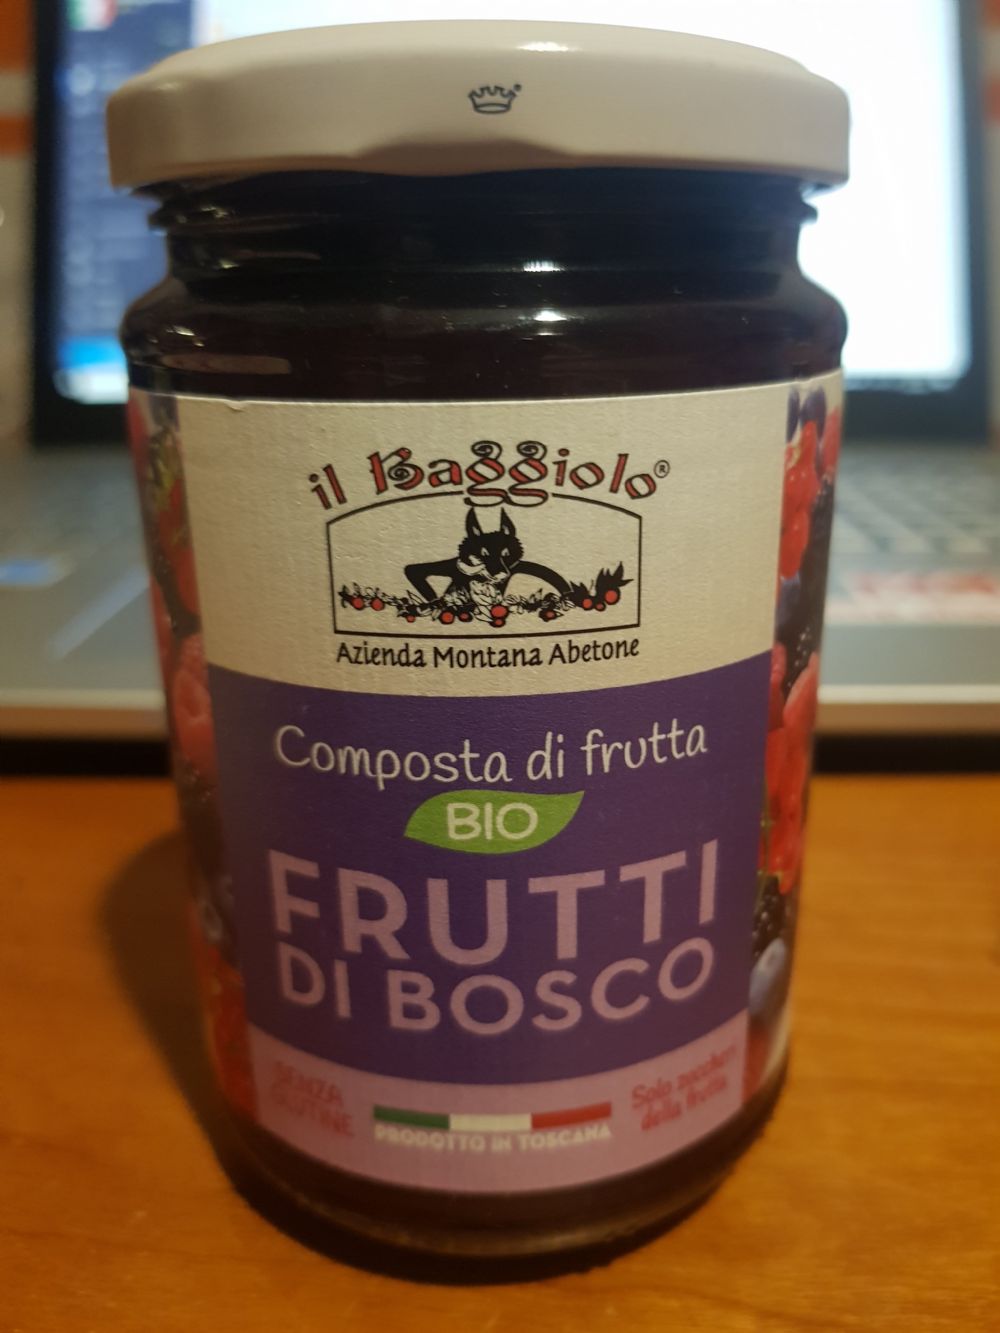 il Baggiolo®
Azienda Montana Abetone
Composta di frutta
BIO
FRUTTI
DI BOSCO
SENZA
GLUTINE
PRODOTTO IN TOSCANA
Solo zuccheri
della frutta